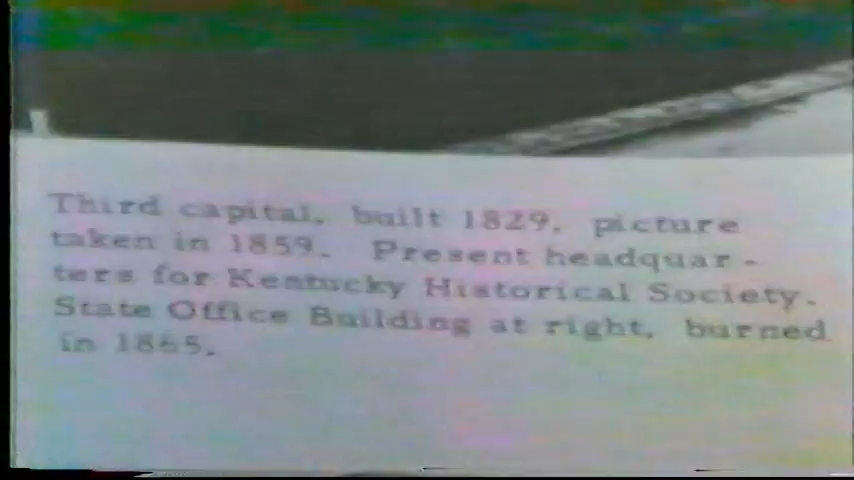 Third capital, built 1829, picture
taken in 1859. Present headquar-
ters for Kentucky Historical Society.
State Office Building at right, burned
in 1865.